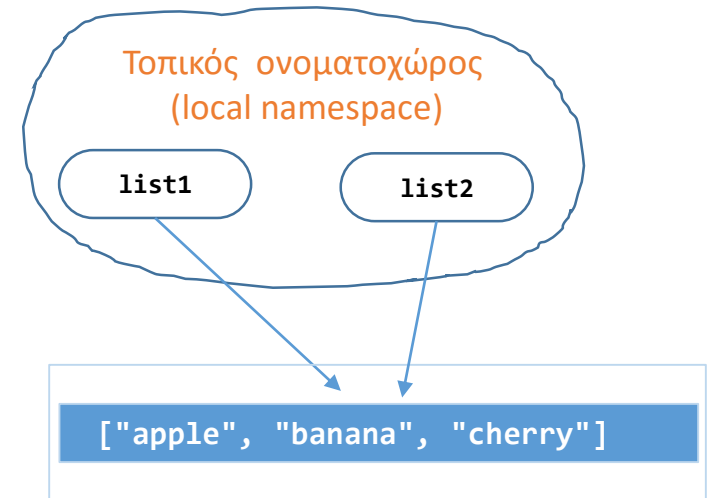 Τοπικός ονοματοχώρος
(local namespace)
list1
list2
["apple", "banana", "cherry"]